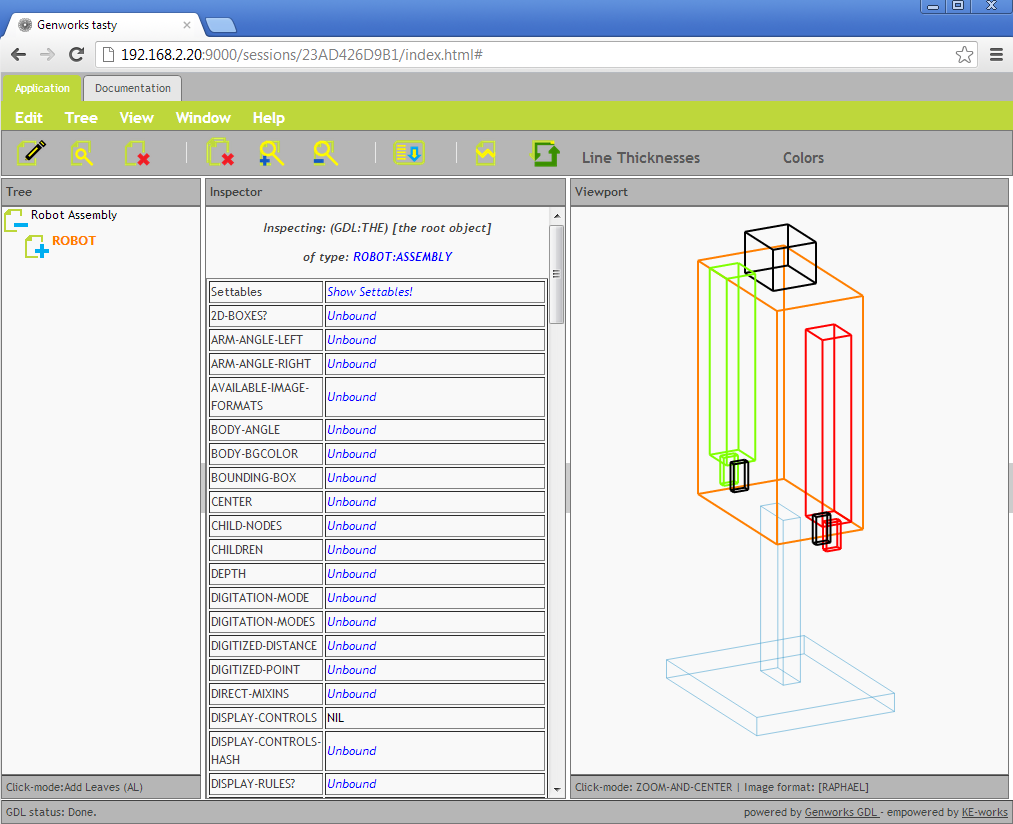 Genworks tasty
192.168.2.20:9000/sessions/23AD426D9B1/index.html#
Application Documentation
Edit Tree View Window Help
Line Thicknesses Colors
Tree
Robot Assembly
ROBOT
Click-mode:Add Leaves (AL)
Inspector
Inspecting: (GDL:THE) [the root object]
of type: ROBOT:ASSEMBLY
Settables Show Settables!
2D-BOXES? Unbound
ARM-ANGLE-LEFT Unbound
ARM-ANGLE-RIGHT Unbound
AVAILABLE-IMAGE-
FORMATS Unbound
BODY-ANGLE Unbound
BODY-BGCOLOR Unbound
BOUNDING-BOX Unbound
CENTER Unbound
CHILD-NODES Unbound
CHILDREN Unbound
DEPTH Unbound
DIGITATION-MODE Unbound
DIGITATION-MODES Unbound
DIGITIZED-DISTANCE Unbound
DIGITIZED-POINT Unbound
DIRECT-MIXINS Unbound
DISPLAY-CONTROLS NIL
DISPLAY-CONTROLS-
HASH Unbound
DISPLAY-RULES? Unbound
Viewport
Click-mode: ZOOM-AND-CENTER | Image format: [RAPHAEL]
GDL status: Done.
powered by Genworks GDL - empowered by KE-works